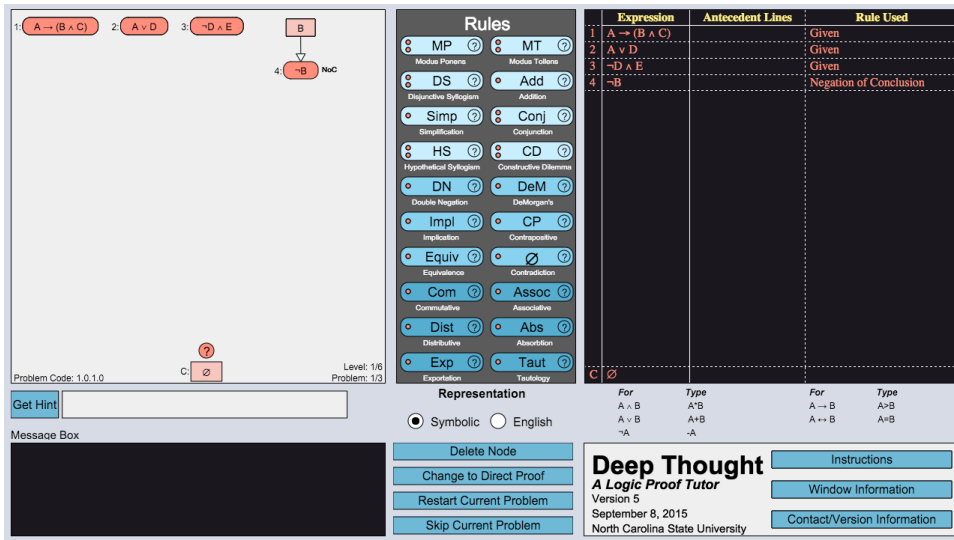 1: A → (B ∧ C) 2: A ∨ D 3: ¬D ∧ E B
4: ¬B NoC
?
C: ∅
Problem Code: 1.0.1.0
Level: 1/6
Problem: 1/3
Rules
MP ? MT ?
Modus Ponens Modus Tollens
DS ? Add ?
Disjunctive Syllogism Addition
Simp ? Conj ?
Simplification Conjunction
HS ? CD ?
Hypothetical Syllogism Constructive Dilemma
DN ? DeM ?
Double Negation DeMorgan's
Impl ? CP ?
Implication Contrapositive
Equiv ? ∅ ?
Equivalence Contradiction
Com ? Assoc ?
Commutative Associative
Dist ? Abs ?
Distributive Absorbtion
Exp ? Taut ?
Exportation Tautology
Expression Antecedent Lines Rule Used
1 A → (B ∧ C) Given
2 A ∨ D Given
3 ¬D ∧ E Given
4 ¬B Negation of Conclusion
C ∅
Get Hint
Message Box
Representation
Symbolic English
Delete Node
Change to Direct Proof
Restart Current Problem
Skip Current Problem
For Type For Type
A ∧ B A*B A → B A>B
A ∨ B A+B A ↔ B A=B
¬A -A
Deep Thought
A Logic Proof Tutor
Version 5
September 8, 2015
North Carolina State University
Instructions
Window Information
Contact/Version Information